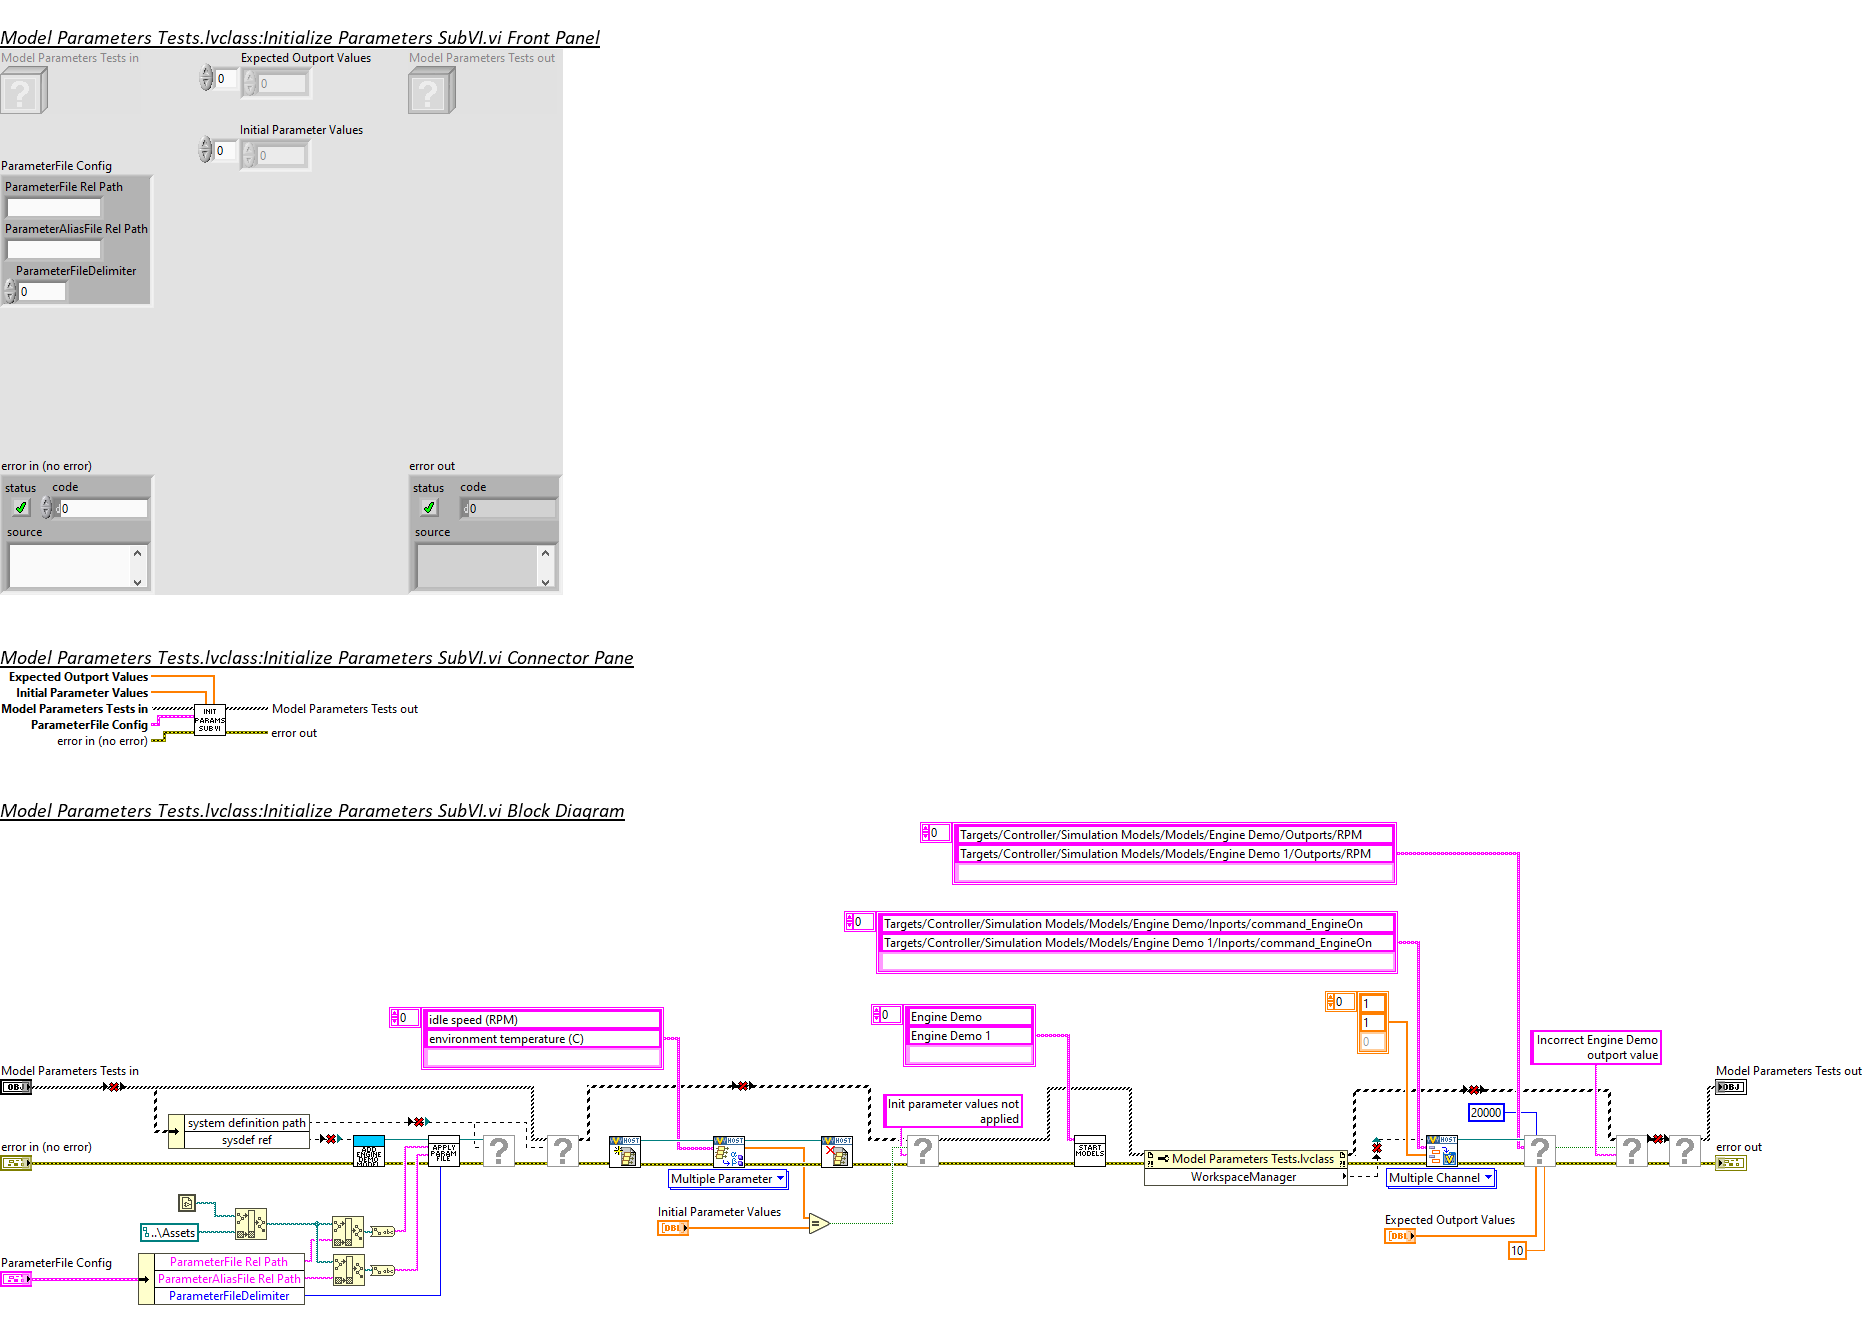 Model Parameters Tests.lvclass:Initialize Parameters SubVI.vi Front Panel
Model Parameters Tests in
Expected Outport Values
Model Parameters Tests out
0
0
Initial Parameter Values
0
0
ParameterFile Config
ParameterFile Rel Path
ParameterAliasFile Rel Path
ParameterFileDelimiter
0
error in (no error)
status
code
0
source
error out
status
code
0
source
Model Parameters Tests.lvclass:Initialize Parameters SubVI.vi Connector Pane
Expected Outport Values
Initial Parameter Values
Model Parameters Tests in
ParameterFile Config
error in (no error)
INIT
PARAMS
SUB VI
Model Parameters Tests out
error out
Model Parameters Tests.lvclass:Initialize Parameters SubVI.vi Block Diagram
0
Targets/Controller/Simulation Models/Models/Engine Demo/Outports/RPM
Targets/Controller/Simulation Models/Models/Engine Demo 1/Outports/RPM
0
Targets/Controller/Simulation Models/Models/Engine Demo/Inports/command_EngineOn
Targets/Controller/Simulation Models/Models/Engine Demo 1/Inports/command_EngineOn
0
idle speed (RPM)
environment temperature (C)
0
Engine Demo
Engine Demo 1
0
1
1
0
Incorrect Engine Demo
outport value
Model Parameters Tests in
OBJ
Model Parameters Tests out
OBJ
Init parameter values not
applied
20000
system definition path
sysdef ref
error in (no error)
error out
ADD
ENGINE
DEMO
MODEL
APPLY
PARAM
FILE
HOST
HOST
HOST
START
MODELS
Model Parameters Tests.lvclass
WorkspaceManager
HOST
Multiple Parameter
Multiple Channel
Initial Parameter Values
DBL
Expected Outport Values
DBL
10
..\Assets
abc
abc
ParameterFile Config
ParameterFile Rel Path
ParameterAliasFile Rel Path
ParameterFileDelimiter